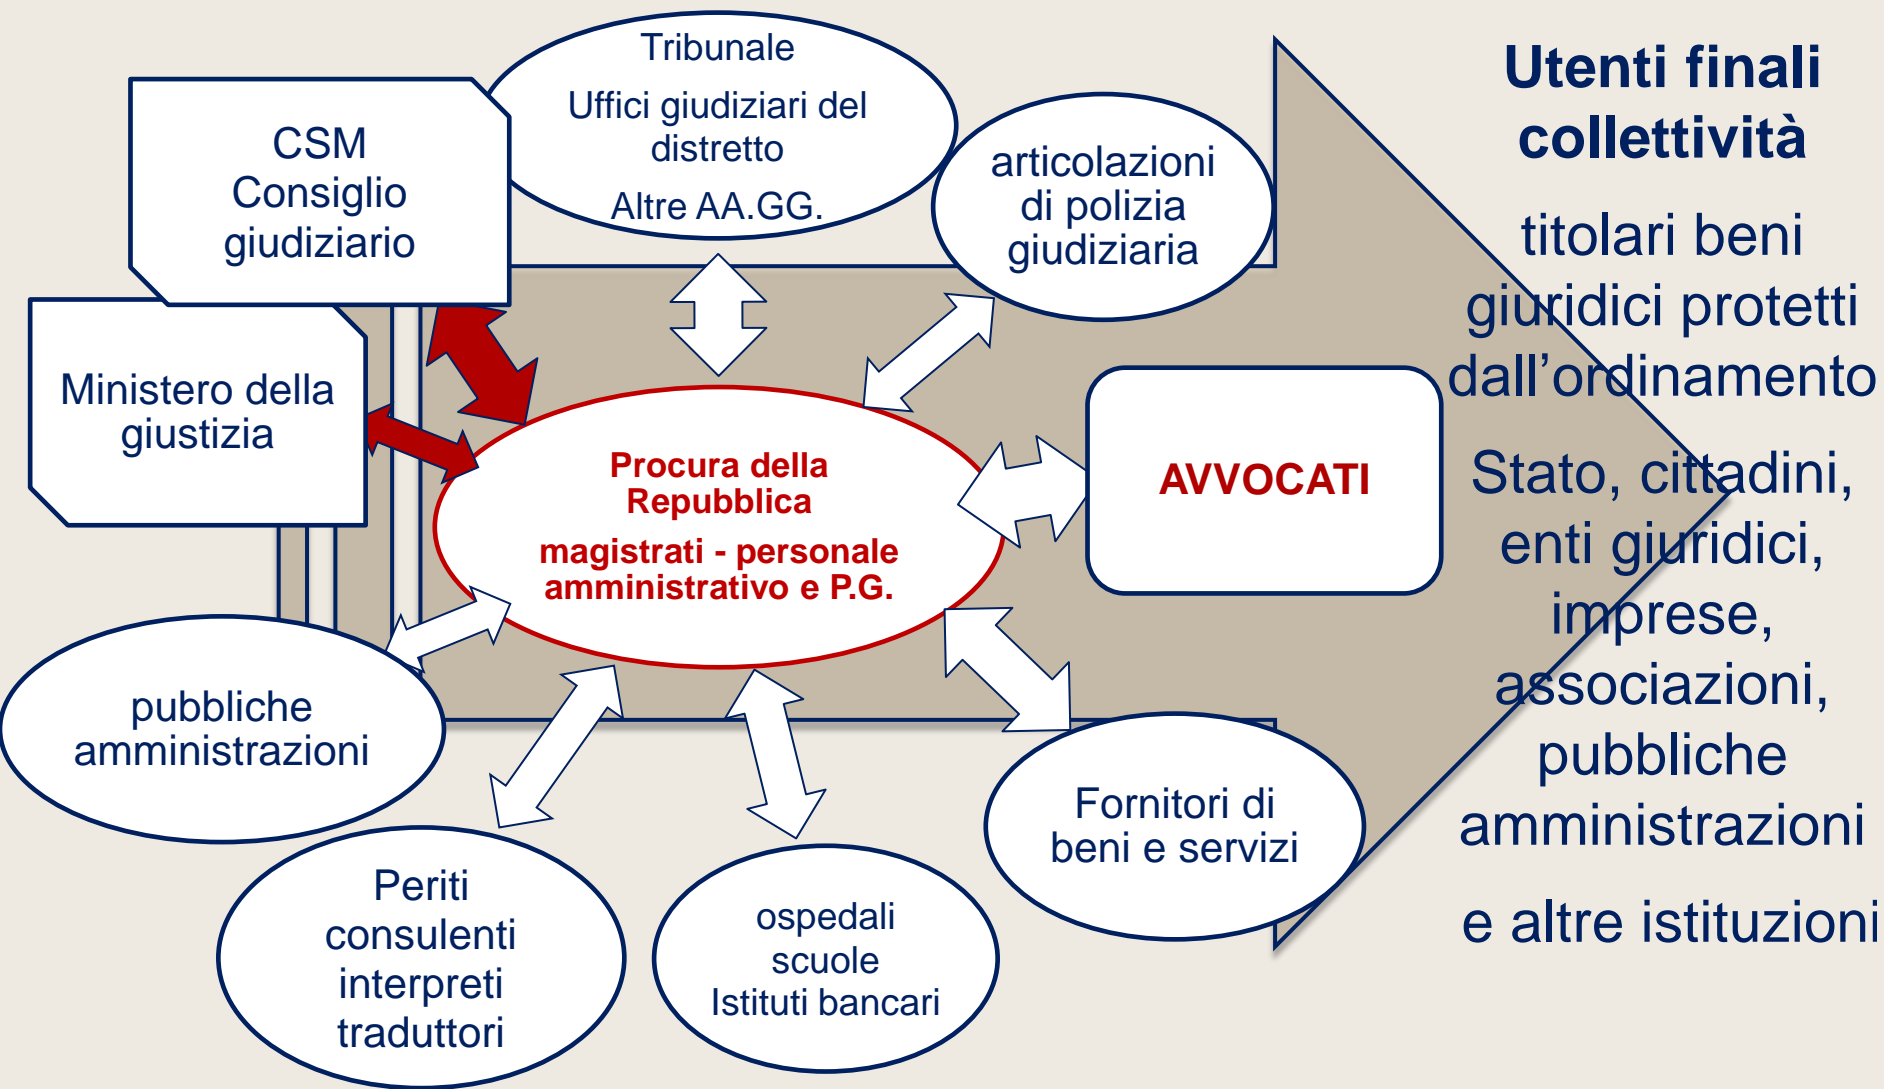 Tribunale
Uffici giudiziari del
distretto
Altre AA.GG.
CSM
Consiglio
giudiziario
articolazioni
di polizia
giudiziaria
Ministero della
giustizia
Procura della
Repubblica
magistrati - personale
amministrativo e P.G.
AVVOCATI
pubbliche
amministrazioni
Periti
consulenti
interpreti
traduttori
ospedali
scuole
Istituti bancari
Fornitori di
beni e servizi
Utenti finali
collettività
titolari beni
giuridici protetti
dall’ordinamento
Stato, cittadini,
enti giuridici,
imprese,
associazioni,
pubbliche
amministrazioni
e altre istituzioni